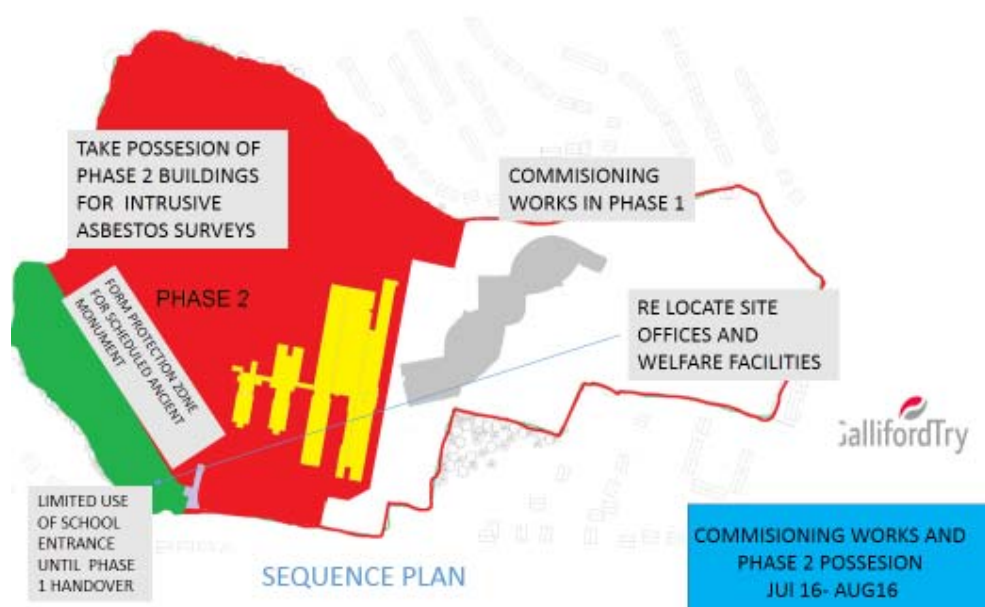 TAKE POSSESION OF
PHASE 2 BUILDINGS
FOR INTRUSIVE
ASBESTOS SURVEYS
COMMISIONING
WORKS IN PHASE 1
FORM PROTECTION ZONE
FOR SCHEDULED ANCIENT
MONUMENT
PHASE 2
RE LOCATE SITE
OFFICES AND
WELFARE FACILITIES
GallifordTry
LIMITED USE
OF SCHOOL
ENTRANCE
UNTIL PHASE
1 HANDOVER
SEQUENCE PLAN
COMMISIONING WORKS AND
PHASE 2 POSSESION
JUI 16- AUG16